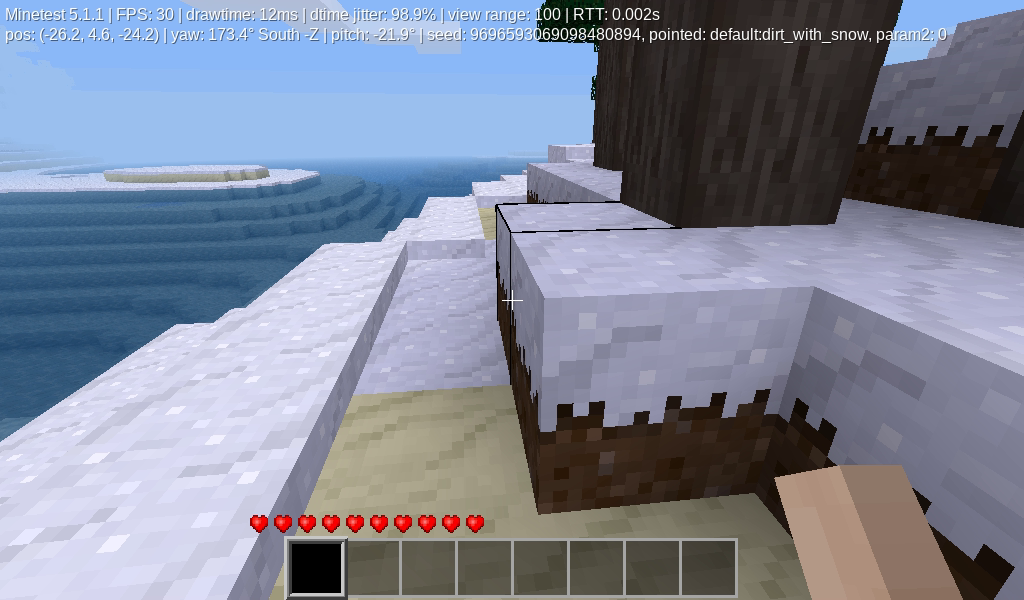 Minetest 5.1.1 | FPS: 30 | drawtime: 12ms | dtime jitter: 98.9% | view range: 100 | RTT: 0.002s
pos: (-26.2, 4.6, -24.2) | yaw: 173.4° South -Z | pitch: -21.9° | seed: 9696593069098480894, pointed: default:dirt_with_snow, param2: 0